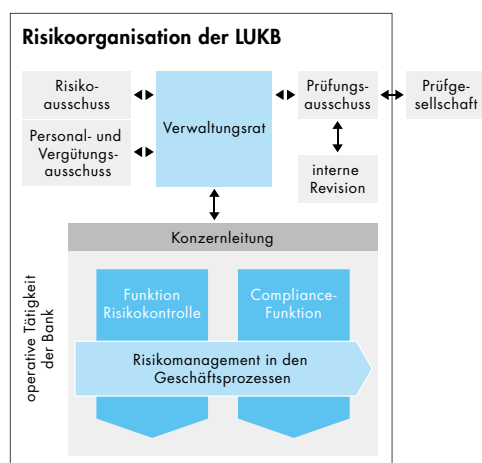 Risikoorganisation der LUKB
Risiko-
ausschuss
Personal- und
Vergütungs-
ausschuss
Verwaltungsrat
Prüfungs-
ausschuss
Prüfge-
sellschaft
interne
Revision
Konzernleitung
operative Tätigkeit
der Bank
Funktion
Risikokontrolle
Compliance-
Funktion
Risikomanagement in den
Geschäftsprozessen